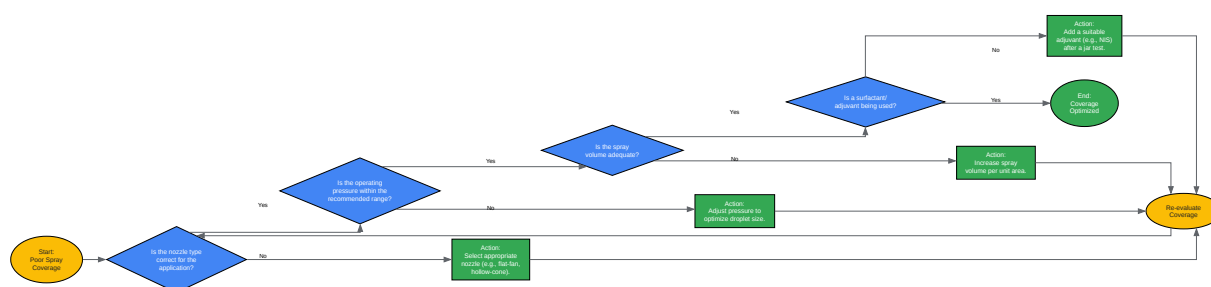 Start:
Poor Spray
Coverage
Is the nozzle type
correct for the
application?
Yes
No
Action:
Select appropriate
nozzle (e.g., flat-fan,
hollow-cone).
Is the operating
pressure within the
recommended range?
Yes
No
Action:
Adjust pressure to
optimize droplet size.
Is the spray
volume adequate?
Yes
No
Action:
Increase spray
volume per unit area.
Is a surfactant/
adjuvant being used?
No
Yes
Action:
Add a suitable
adjuvant (e.g., NIS)
after a jar test.
End:
Coverage
Optimized
Re-evaluate
Coverage